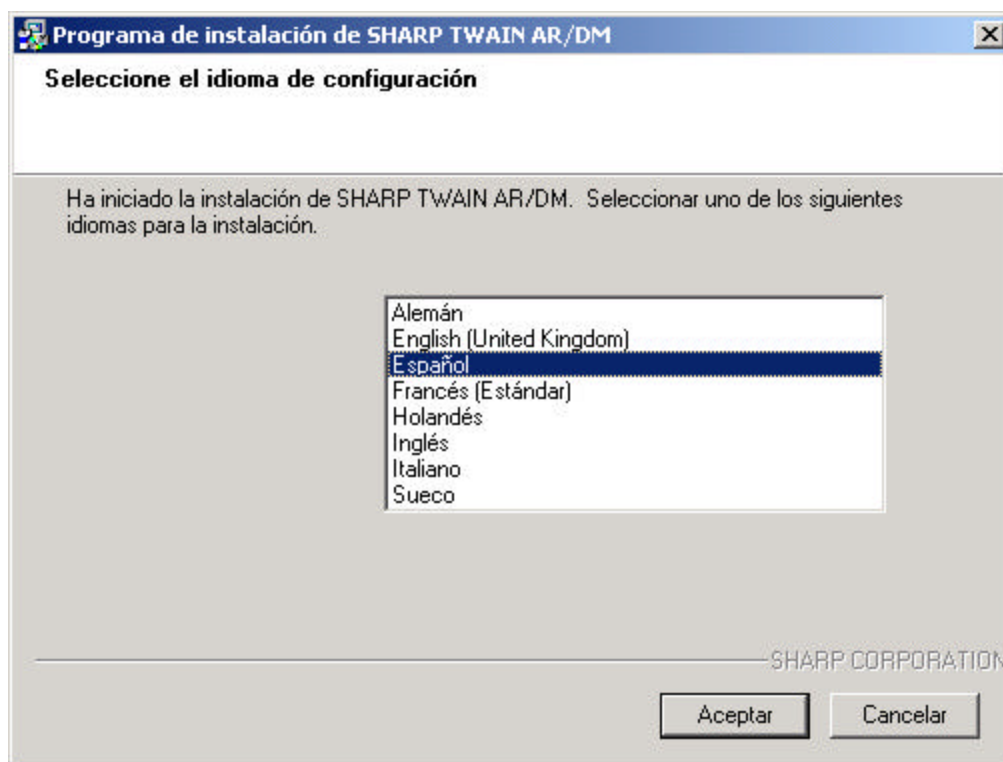 Programa de instalación de SHARP TWAIN AR/DM
Seleccione el idioma de configuración
Ha iniciado la instalación de SHARP TWAIN AR/DM. Seleccionar uno de los siguientes
idiomas para la instalación.
Alemán
English (United Kingdom)
Español
Francés (Estándar)
Holandés
Inglés
Italiano
Sueco
SHARP CORPORATION
Aceptar Cancelar